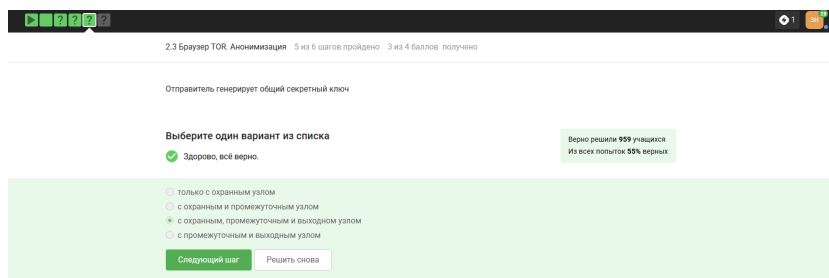 ? ? ? ?
1
ЗН
28
2.3 Браузер TOR. Анонимизация 5 из 6 шагов пройдено 3 из 4 баллов получено
Отправитель генерирует общий секретный ключ
Выберите один вариант из списка
Здорово, всё верно.
Верно решили 959 учащихся
Из всех попыток 55% верных
только с охранным узлом
с охранным и промежуточным узлом
с охранным, промежуточным и выходном узлом
с промежуточным и выходным узлом
Следующий шаг Решить снова